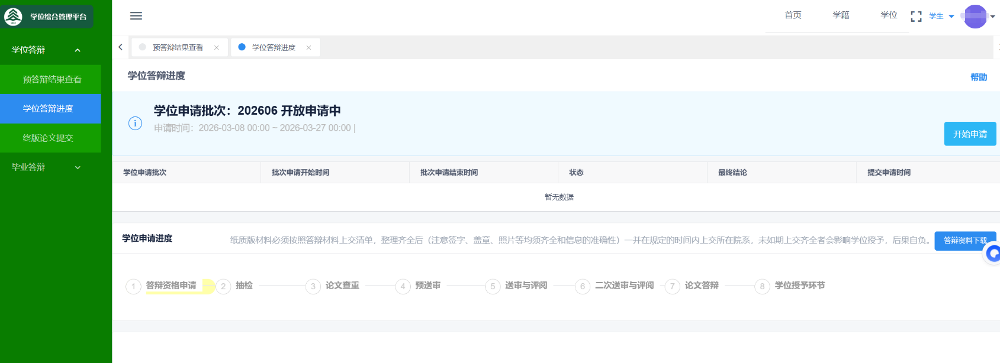 学位综合管理平台
首页
学籍
学位
学生
学位答辩
预答辩结果查看
学位答辩进度
终版论文提交
毕业答辩
预答辩结果查看
学位答辩进度
学位答辩进度
帮助
学位申请批次：202606 开放申请中
申请时间：2026-03-08 00:00 ~ 2026-03-27 00:00 |
开始申请
学位申请批次 批次申请开始时间 批次申请结束时间 状态 最终结论 提交申请时间
暂无数据
学位申请进度
纸质版材料必须按照答辩材料上交清单，整理齐全后（注意签字、盖章、照片等均须齐全和信息的准确性）一并在规定的时间内上交所在院系，未如期上交齐全者会影响学位授予，后果自负。
答辩资料下载
1 答辩资格申请 2 抽检 3 论文查重 4 预送审 5 送审与评阅 6 二次送审与评阅 7 论文答辩 8 学位授予环节